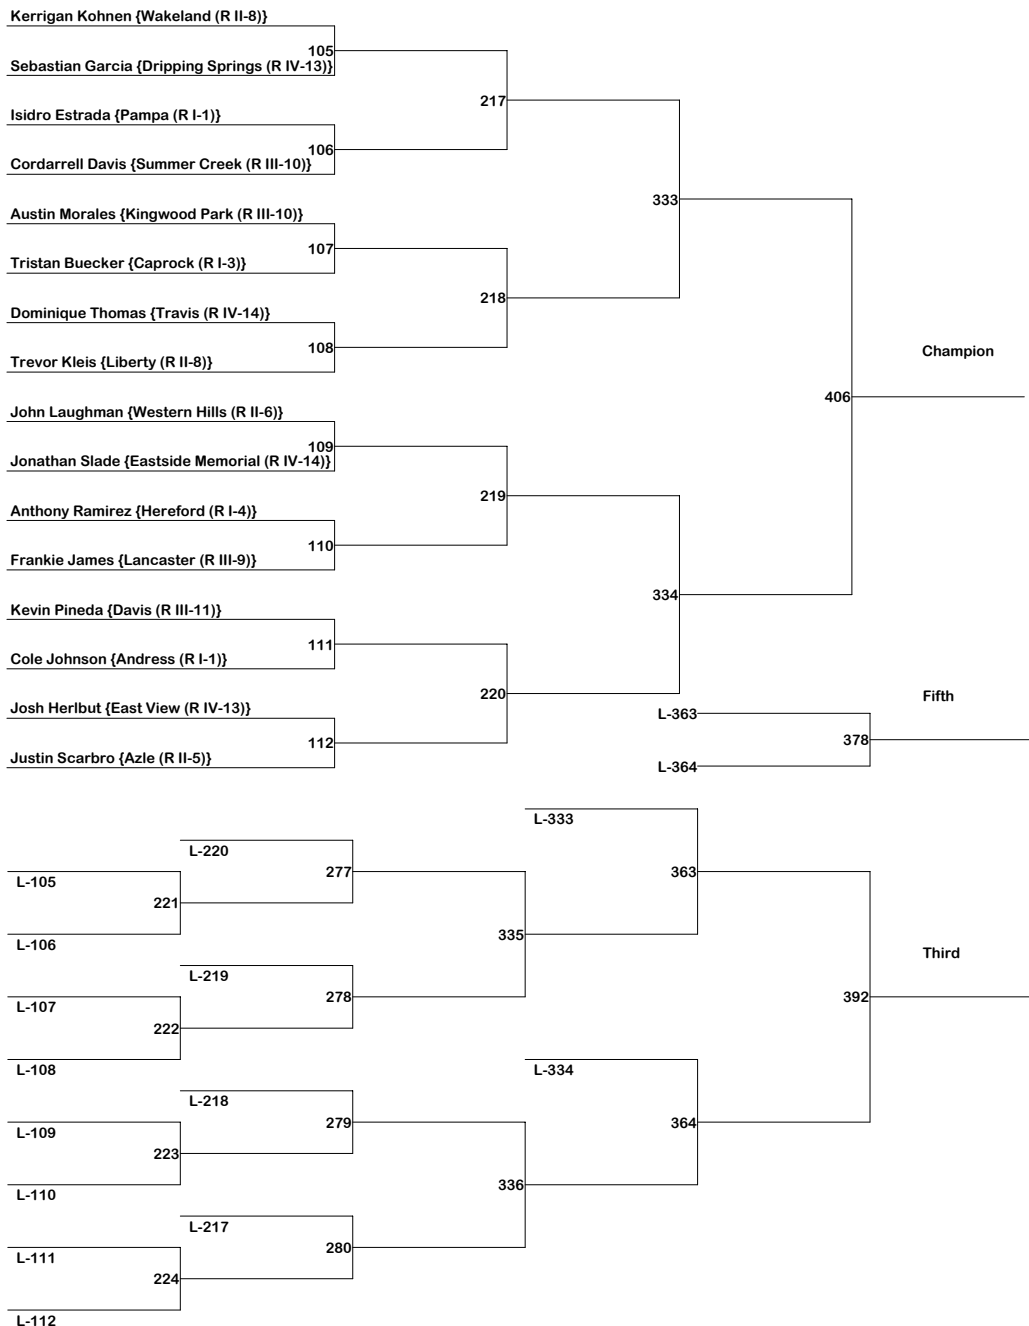 Kerrigan Kohnen {Wakeland (R II-8)}
105
Sebastian Garcia {Dripping Springs (R IV-13)}
217
Isidro Estrada {Pampa (R I-1)}
106
Cordarrell Davis {Summer Creek (R III-10)}
333
Austin Morales {Kingwood Park (R III-10)}
107
Tristan Buecker {Caprock (R I-3)}
218
Dominique Thomas {Travis (R IV-14)}
108
Trevor Kleis {Liberty (R II-8)}
Champion
406
John Laughman {Western Hills (R II-6)}
109
Jonathan Slade {Eastside Memorial (R IV-14)}
219
Anthony Ramirez {Hereford (R I-4)}
110
Frankie James {Lancaster (R III-9)}
334
Kevin Pineda {Davis (R III-11)}
111
Cole Johnson {Andress (R I-1)}
220
Josh Herlbut {East View (R IV-13)}
112
Justin Scarbro {Azle (R II-5)}
Fifth
L-363
378
L-364
L-333
L-220
277
363
L-105
221
335
L-106
Third
L-219
278
392
L-107
222
L-108
L-334
L-218
279
364
L-109
223
336
L-110
L-217
280
L-111
224
L-112